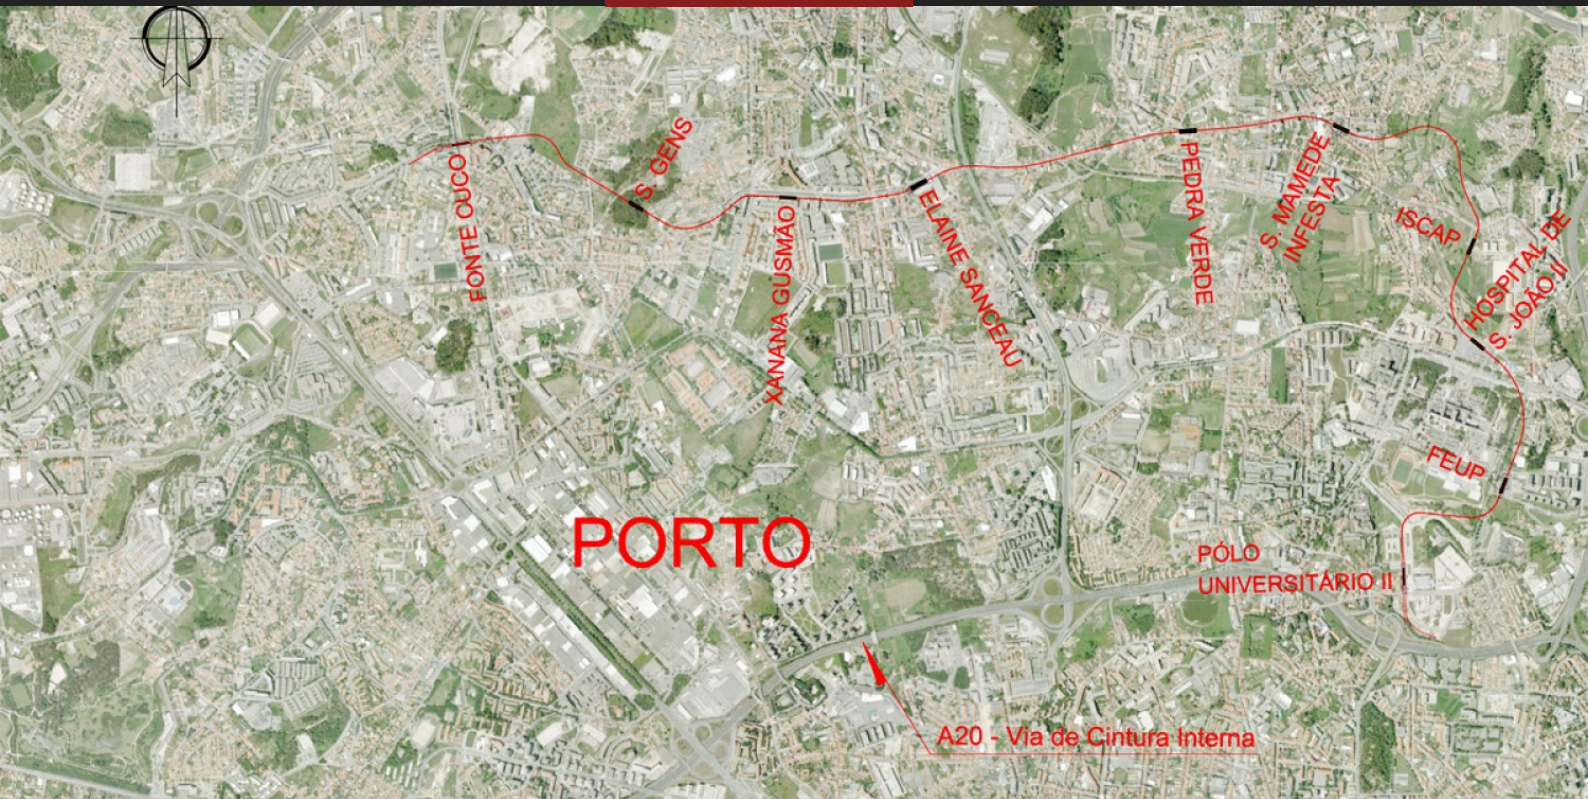 FONTE CUCO
S. GENS
XANANA GUSMÃO
ELAINE SANCEAU
PEDRA VERDE
S. MAMEDE
INFESTA
ISCAP
HOSPITAL DE
S. JOÃO II
FEUP
PÓLO
UNIVERSITÁRIO II
PORTO
A20 - Via de Cintura Interna